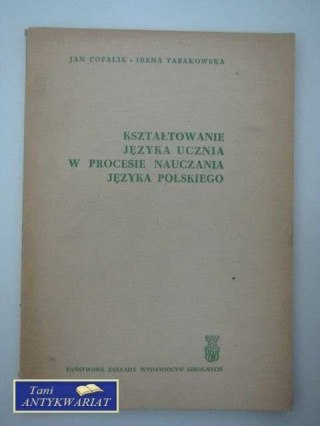 JAN COFALIK • IRENA TABAKOWSKA
KSZTAŁTOWANIE
JĘZYKA UCZNIA
W PROCESIE NAUCZANIA
JĘZYKA POLSKIEGO
PAŃSTWOWE ZAKŁADY WYDAWNICTW SZKOLNYCH
Tani
ANTYKWARIAT